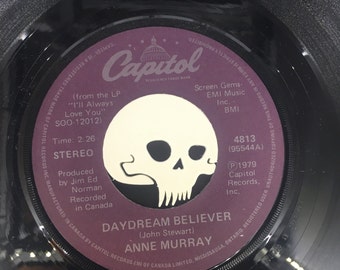 Capitol
(from the LP
"I'll Always
Love You"
SOO-12012)
Screen Gems-
EMI Music
Inc. -
BMI
Time: 2:26
STEREO
4813
(95544A)
Produced
by Jim Ed
Norman
Recorded
in Canada
℗1979
Capitol
Records,
Inc.
DAYDREAM BELIEVER
(John Stewart)
ANNE MURRAY